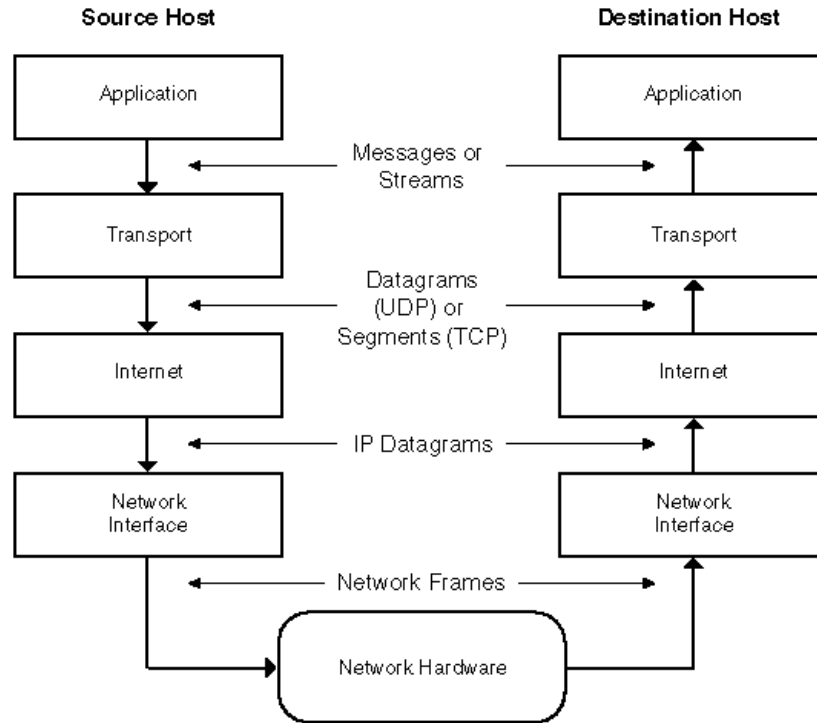 Source Host
Destination Host
Application
Application
Messages or
Streams
Transport
Transport
Datagrams
(UDP) or
Segments (TCP)
Internet
Internet
IP Datagrams
Network
Interface
Network
Interface
Network Frames
Network Hardware